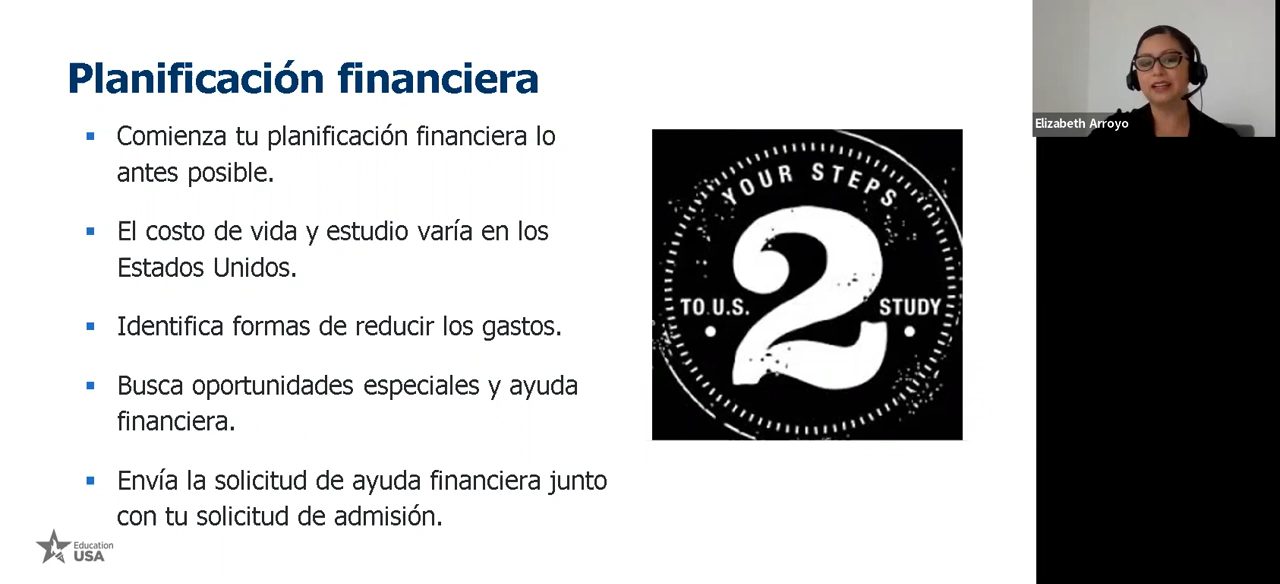 Planificación financiera
Comienza tu planificación financiera lo
antes posible.
El costo de vida y estudio varía en los
Estados Unidos.
Identifica formas de reducir los gastos.
Busca oportunidades especiales y ayuda
financiera.
Envía la solicitud de ayuda financiera junto
con tu solicitud de admisión.
Education
USA
YOUR STEPS
2
TO U.S. STUDY
Elizabeth Arroyo